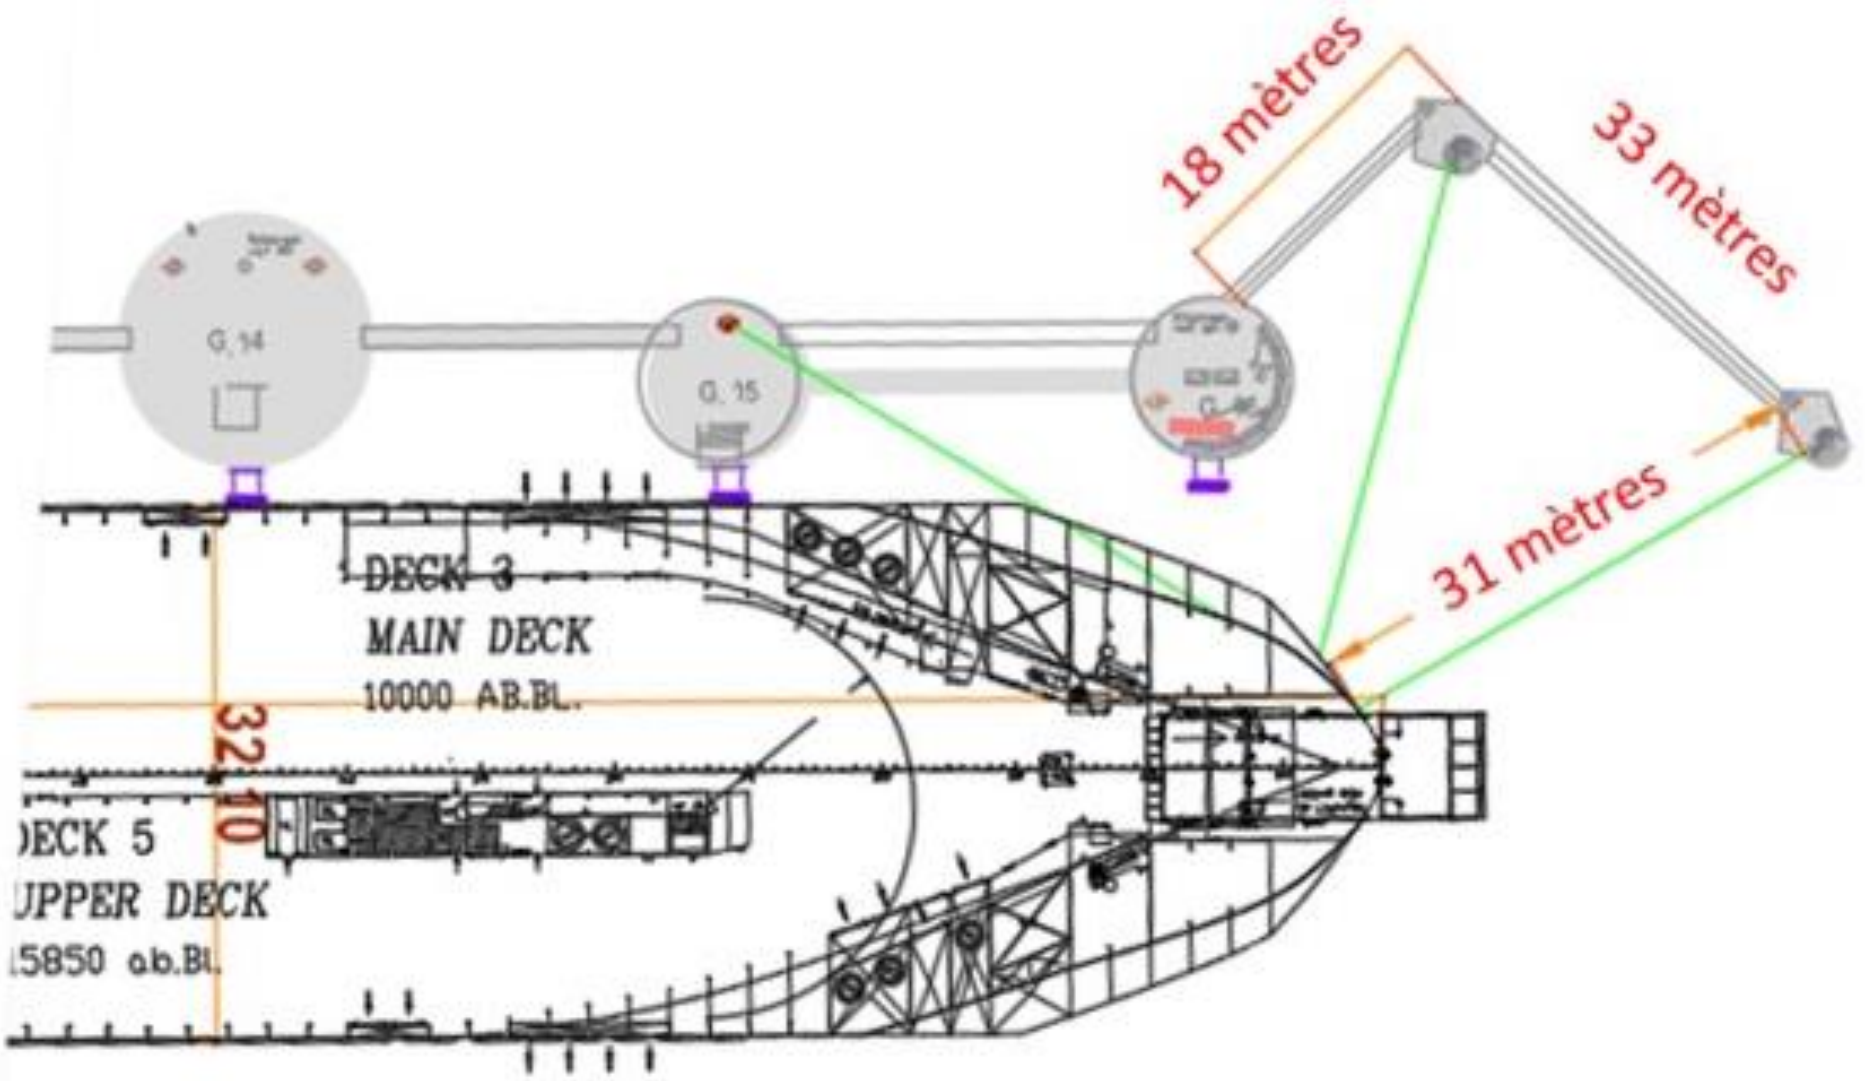 18 mètres
33 mètres
G. 14
G. 15
31 mètres
DECK 3
MAIN DECK
10000 AB.BL.
32
10
DECK 5
UPPER DECK
15850 ab.BL.